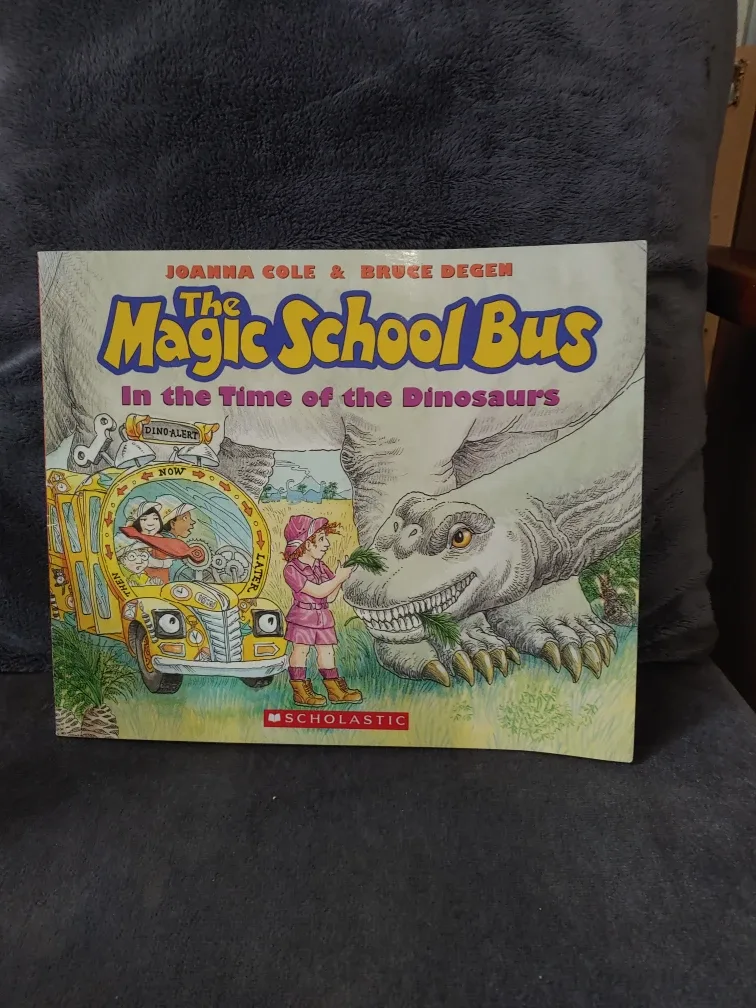 JOANNA COLE & BRUCE DEGEN
The
Magic School Bus
In the Time of the Dinosaurs
DINO-ALERT
NOW
THEN
LATER
SCHOLASTIC